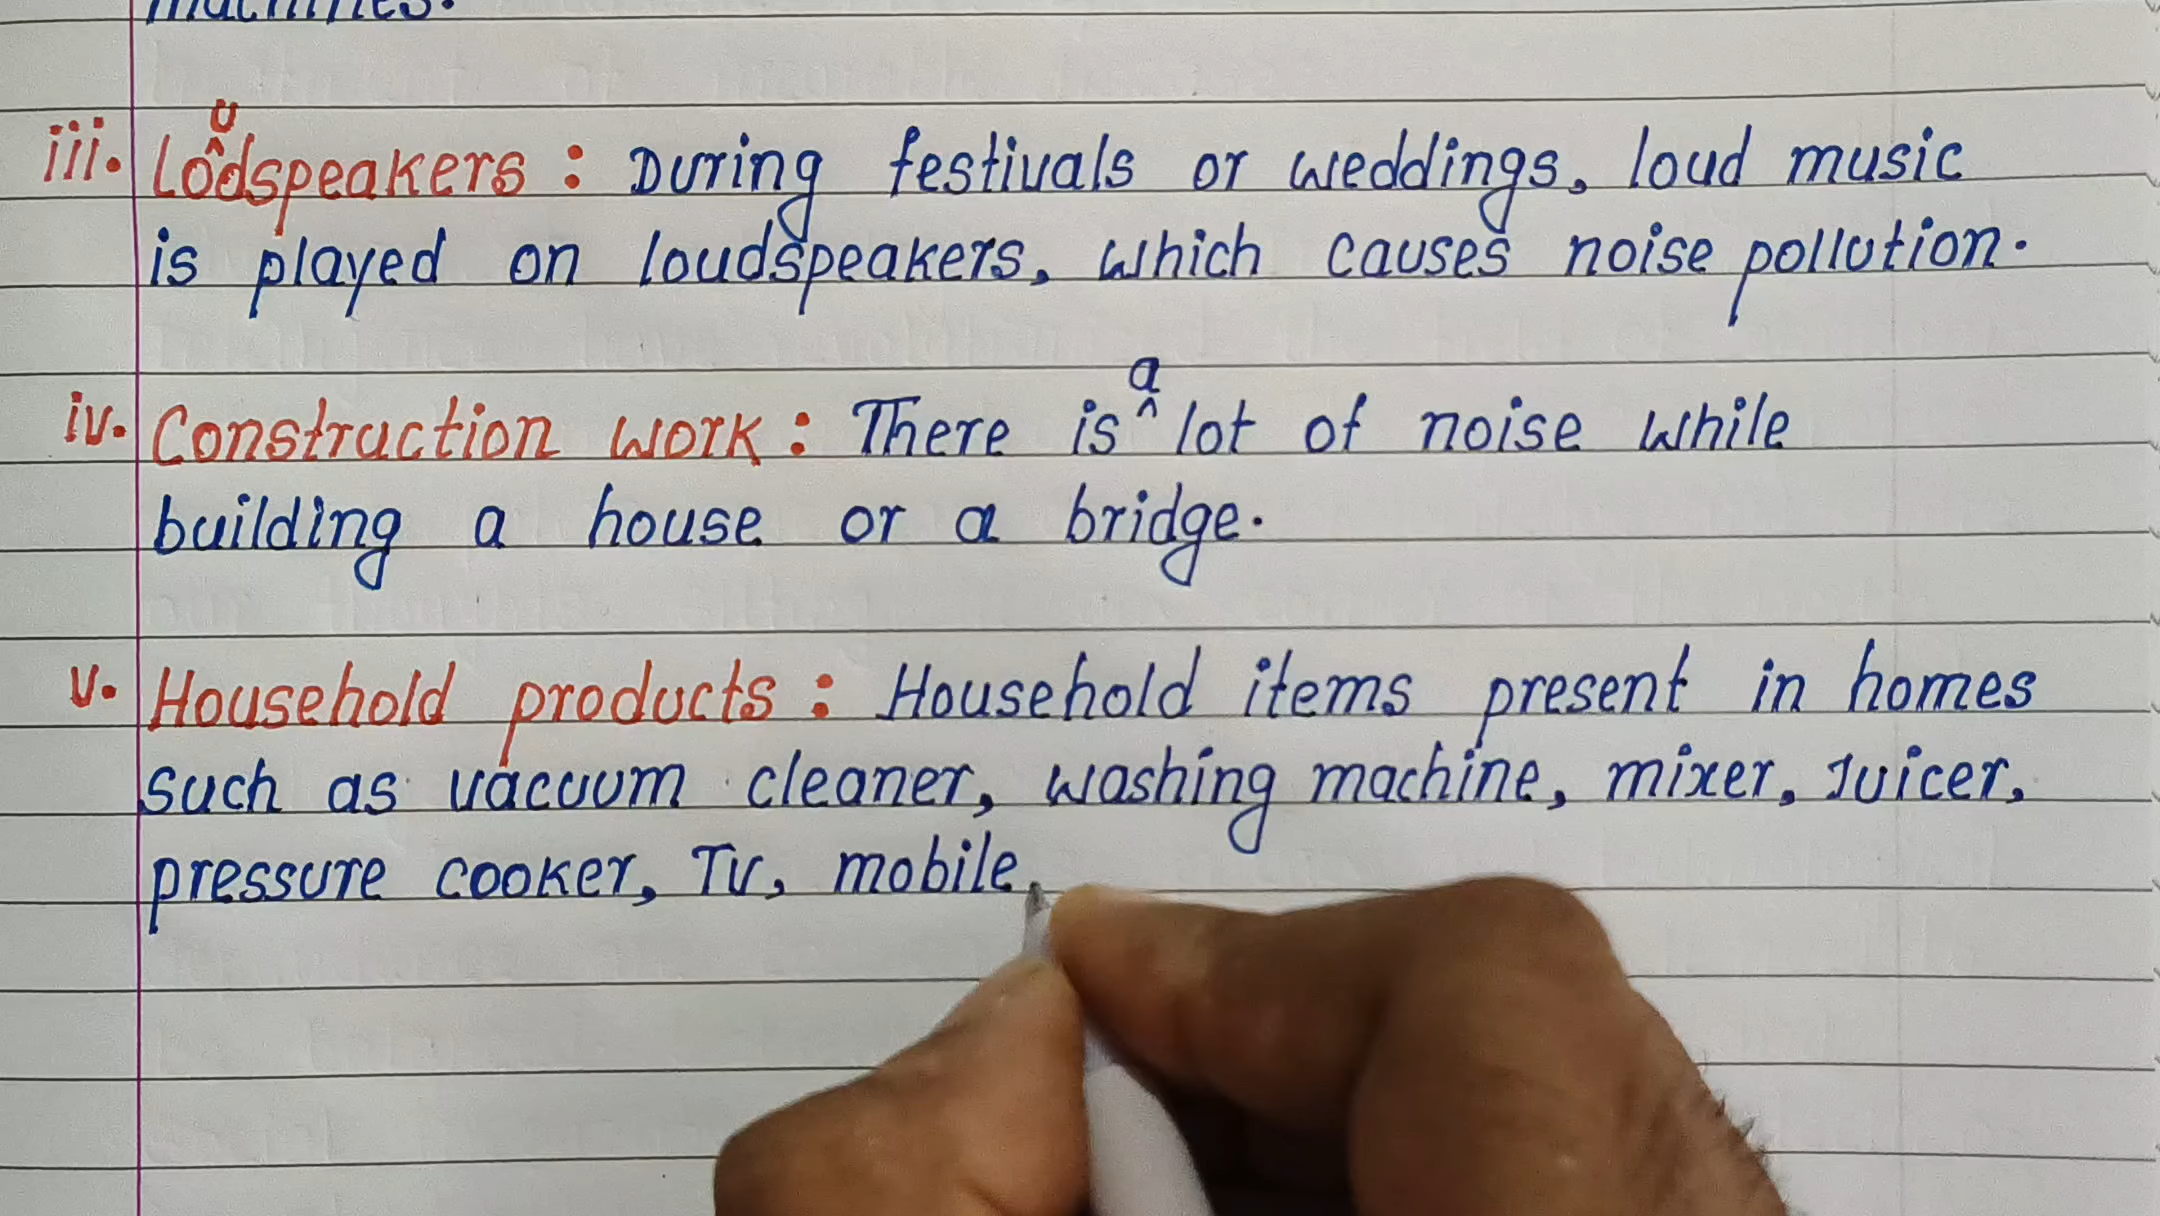 machines.
iii. Loudspeakers : During festivals or weddings, loud music
is played on loudspeakers, which causes noise pollution.
iv. Construction work : There is a lot of noise while
building a house or a bridge.
v. Household products : Household items present in homes
such as vacuum cleaner, washing machine, mixer, Juicer,
pressure cooker, TV, mobile,